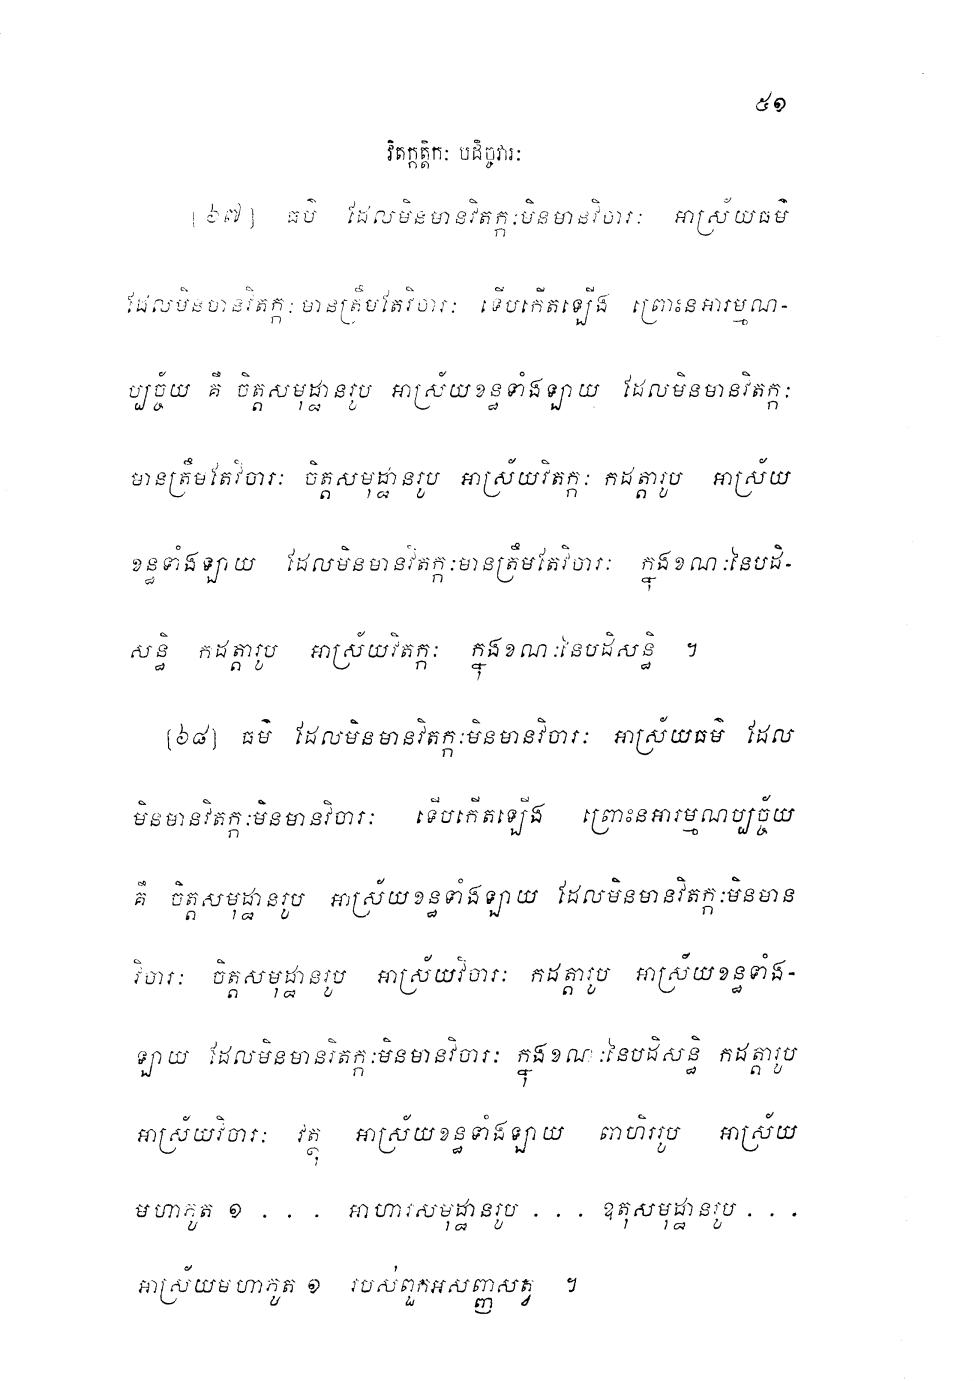 ៥១
វិតក្កត្តិកៈ បដិច្ចវារៈ
[៦៧] ធម៌ ដែលមិនមានវិតក្កៈមិនមានវិចារៈ អាស្រ័យធម៌
ដែលមិនមានវិតក្កៈ មានត្រឹមតែវិចារៈ ទើបកើតឡើង ព្រោះនអារម្មណ-
ប្បច្ច័យ គឺ ចិត្តសមុដ្ឋានរូប អាស្រ័យខន្ធទាំងឡាយ ដែលមិនមានវិតក្កៈ
មានត្រឹមតែវិចារៈ ចិត្តសមុដ្ឋានរូប អាស្រ័យវិតក្កៈ កដត្តារូប អាស្រ័យ
ខន្ធទាំងឡាយ ដែលមិនមានវិតក្កៈមានត្រឹមតែវិចារៈ ក្នុងខណៈនៃបដិ-
សន្ធិ កដត្តារូប អាស្រ័យវិតក្កៈ ក្នុងខណៈនៃបដិសន្ធិ ។
[៦៨] ធម៌ ដែលមិនមានវិតក្កៈមិនមានវិចារៈ អាស្រ័យធម៌ ដែល
មិនមានវិតក្កៈមិនមានវិចារៈ ទើបកើតឡើង ព្រោះនអារម្មណប្បច្ច័យ
គឺ ចិត្តសមុដ្ឋានរូប អាស្រ័យខន្ធទាំងឡាយ ដែលមិនមានវិតក្កៈមិនមាន
វិចារៈ ចិត្តសមុដ្ឋានរូប អាស្រ័យវិចារៈ កដត្តារូប អាស្រ័យខន្ធទាំង-
ឡាយ ដែលមិនមានវិតក្កៈមិនមានវិចារៈ ក្នុងខណៈនៃបដិសន្ធិ កដត្តារូប
អាស្រ័យវិចារៈ វត្ថុ អាស្រ័យខន្ធទាំងឡាយ ពាហិររូប អាស្រ័យ
មហាភូត ១ . . . អាហារសមុដ្ឋានរូប . . . ឧតុសមុដ្ឋានរូប . . .
អាស្រ័យមហាភូត ១ របស់ពួកអសញ្ញសត្វ ។